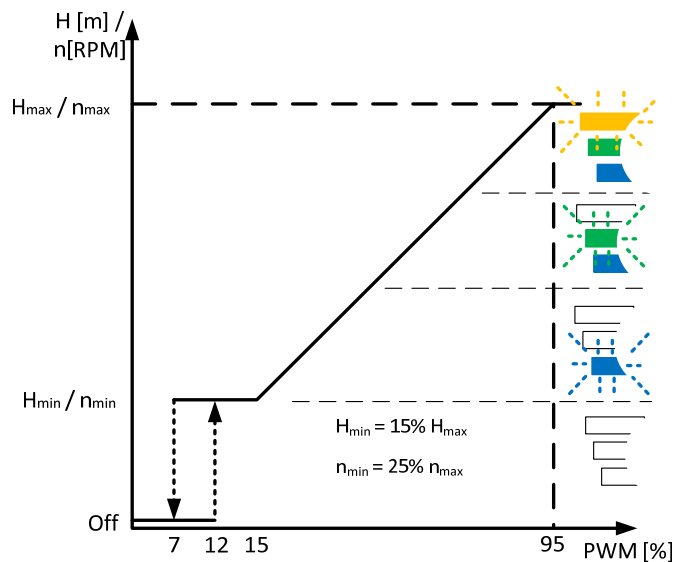 H [m] /
n[RPM]
Hmax / nmax
Hmin / nmin
Hmin = 15% Hmax
nmin = 25% nmax
Off
7 12 15 95 PWM [%]